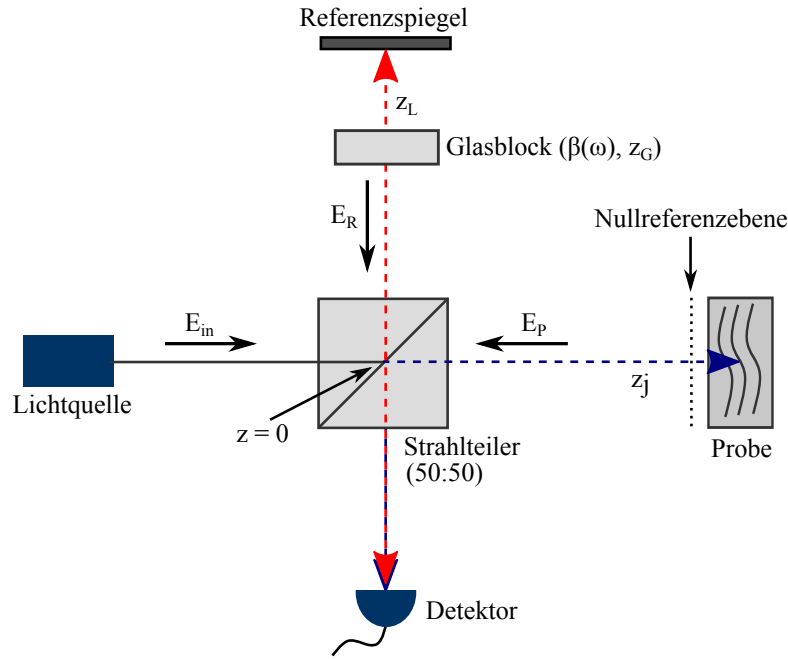 Referenzspiegel
z_L
Glasblock (β(ω), z_G)
E_R
Nullreferenzebene
E_in
E_P
z_j
Lichtquelle
z = 0
Strahlteiler
(50:50)
Probe
Detektor